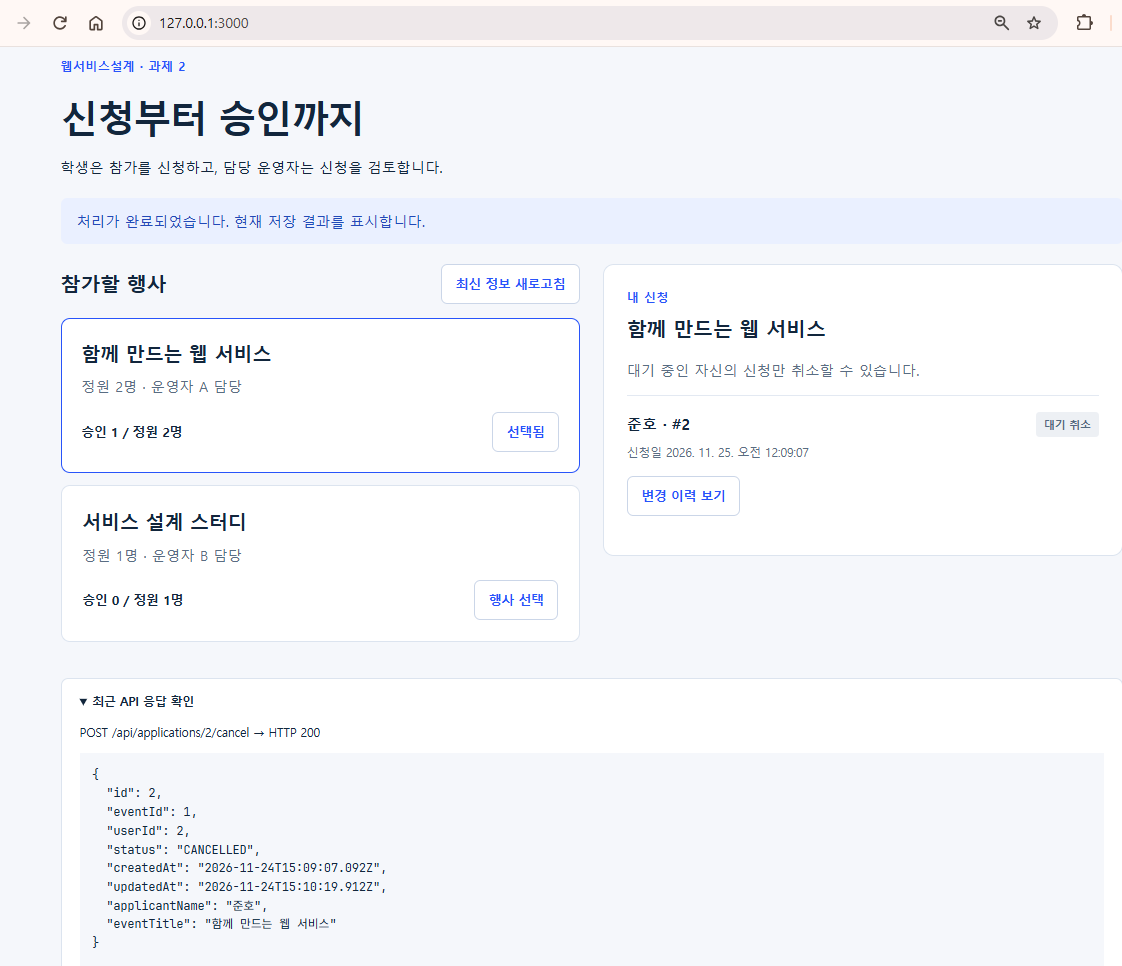 127.0.0.1:3000
웹서비스설계 · 과제 2
신청부터 승인까지
학생은 참가를 신청하고, 담당 운영자는 신청을 검토합니다.
처리가 완료되었습니다. 현재 저장 결과를 표시합니다.
참가할 행사
최신 정보 새로고침
함께 만드는 웹 서비스
정원 2명 · 운영자 A 담당
승인 1 / 정원 2명
선택됨
서비스 설계 스터디
정원 1명 · 운영자 B 담당
승인 0 / 정원 1명
행사 선택
내 신청
함께 만드는 웹 서비스
대기 중인 자신의 신청만 취소할 수 있습니다.
준호 · #2
대기 취소
신청일 2026. 11. 25. 오전 12:09:07
변경 이력 보기
▼ 최근 API 응답 확인
POST /api/applications/2/cancel → HTTP 200
{
"id": 2,
"eventId": 1,
"userId": 2,
"status": "CANCELLED",
"createdAt": "2026-11-24T15:09:07.092Z",
"updatedAt": "2026-11-24T15:10:19.912Z",
"applicantName": "준호",
"eventTitle": "함께 만드는 웹 서비스"
}